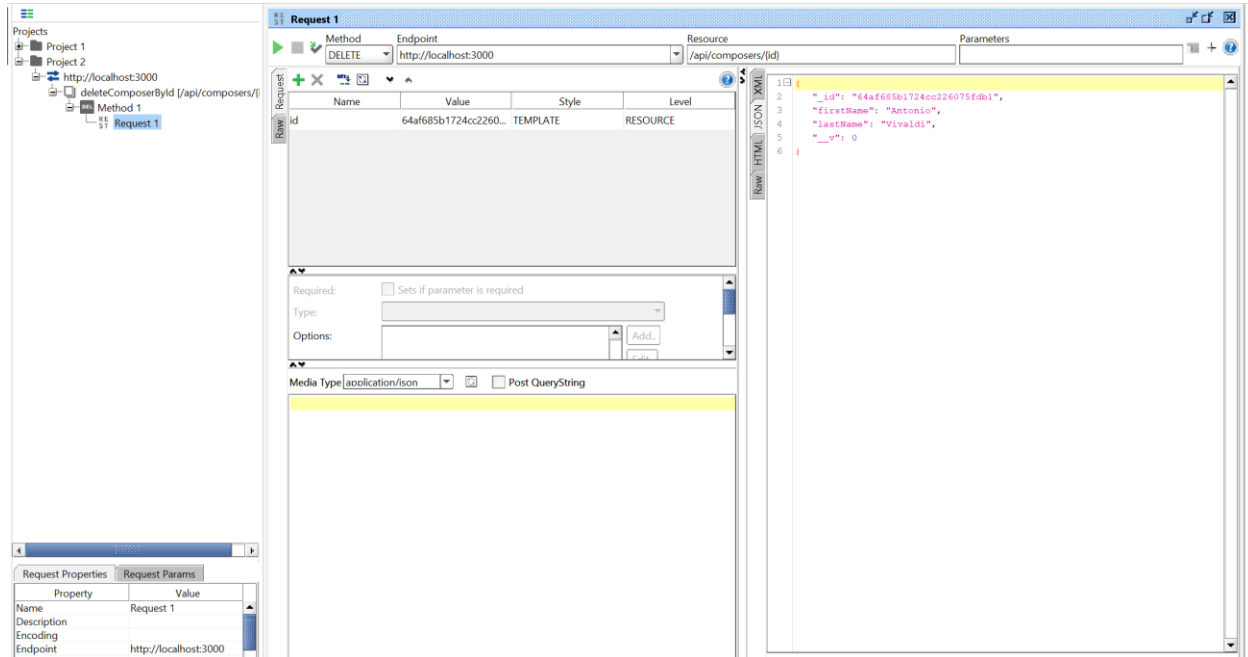 Projects
Project 1
Project 2
http://localhost:3000
deleteComposerById [/api/composers/{i
DEL Method 1
REST Request 1
Request Properties Request Params
Property Value
Name Request 1
Description
Encoding
Endpoint http://localhost:3000
REST Request 1
Method Endpoint Resource Parameters
DELETE http://localhost:3000 /api/composers/{id}
Request
Raw
Name Value Style Level
id 64af685b1724cc2260... TEMPLATE RESOURCE
Required: Sets if parameter is required
Type:
Options: Add..
Edit
Media Type application/json Post QueryString
XML
JSON
HTML
Raw
1 {
2 "_id": "64af685b1724cc226075fdb1",
3 "firstName": "Antonio",
4 "lastName": "Vivaldi",
5 "__v": 0
6 }